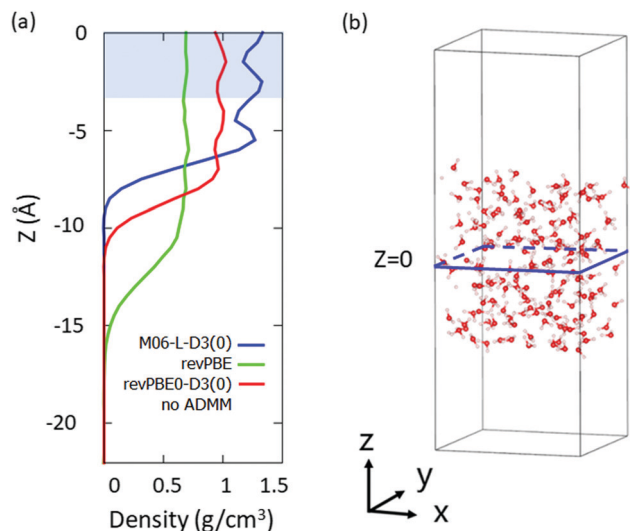 (a)
0
-5
-10
-15
-20
Z (Å)
M06-L-D3(0)
revPBE
revPBE0-D3(0)
no ADMM
0 0.5 1 1.5
Density (g/cm³)
(b)
Z=0
z
y
x